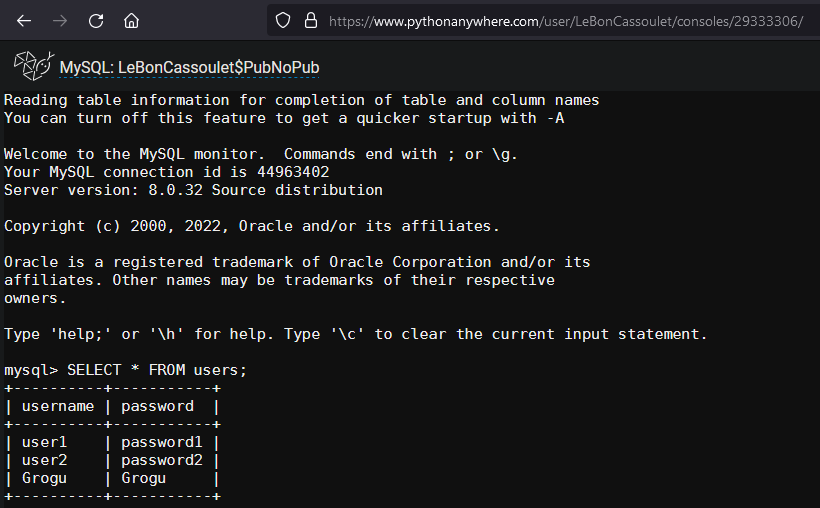 https://www.pythonanywhere.com/user/LeBonCassoulet/consoles/29333306/
MySQL: LeBonCassoulet$PubNoPub
Reading table information for completion of table and column names
You can turn off this feature to get a quicker startup with -A
Welcome to the MySQL monitor.  Commands end with ; or \g.
Your MySQL connection id is 44963402
Server version: 8.0.32 Source distribution
Copyright (c) 2000, 2022, Oracle and/or its affiliates.
Oracle is a registered trademark of Oracle Corporation and/or its
affiliates. Other names may be trademarks of their respective
owners.
Type 'help;' or '\h' for help. Type '\c' to clear the current input statement.
mysql> SELECT * FROM users;
+----------+-----------+
| username | password  |
+----------+-----------+
| user1    | password1 |
| user2    | password2 |
| Grogu    | Grogu     |
+----------+-----------+